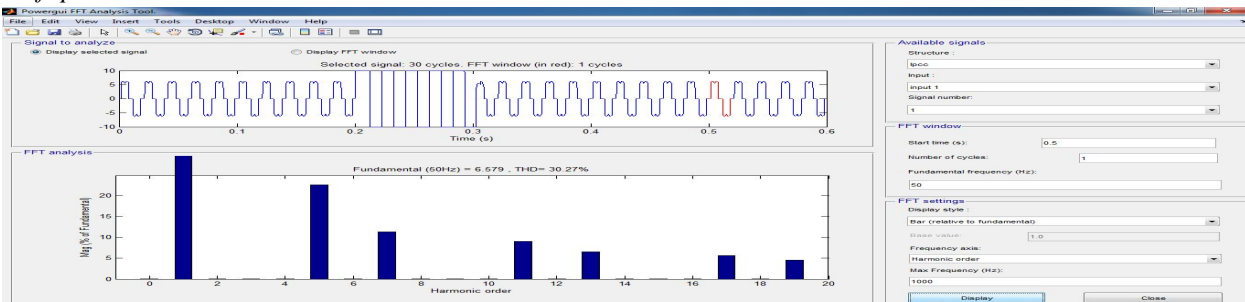 Powergui FFT Analysis Tool.
File Edit View Insert Tools Desktop Window Help
Signal to analyze
Display selected signal
Display FFT window
Selected signal: 30 cycles. FFT window (in red): 1 cycles
10
5
0
-5
-10
0 0.1 0.2 0.3 0.4 0.5 0.6
Time (s)
FFT analysis
Fundamental (50Hz) = 6.579 , THD= 30.27%
20
15
10
5
0
Mag (% of Fundamental)
0 2 4 6 8 10 12 14 16 18 20
Harmonic order
Available signals
Structure :
Ipcc
Input :
input 1
Signal number:
1
FFT window
Start time (s): 0.5
Number of cycles: 1
Fundamental frequency (Hz):
50
FFT settings
Display style :
Bar (relative to fundamental)
Base value: 1.0
Frequency axis:
Harmonic order
Max Frequency (Hz):
1000
Display Close